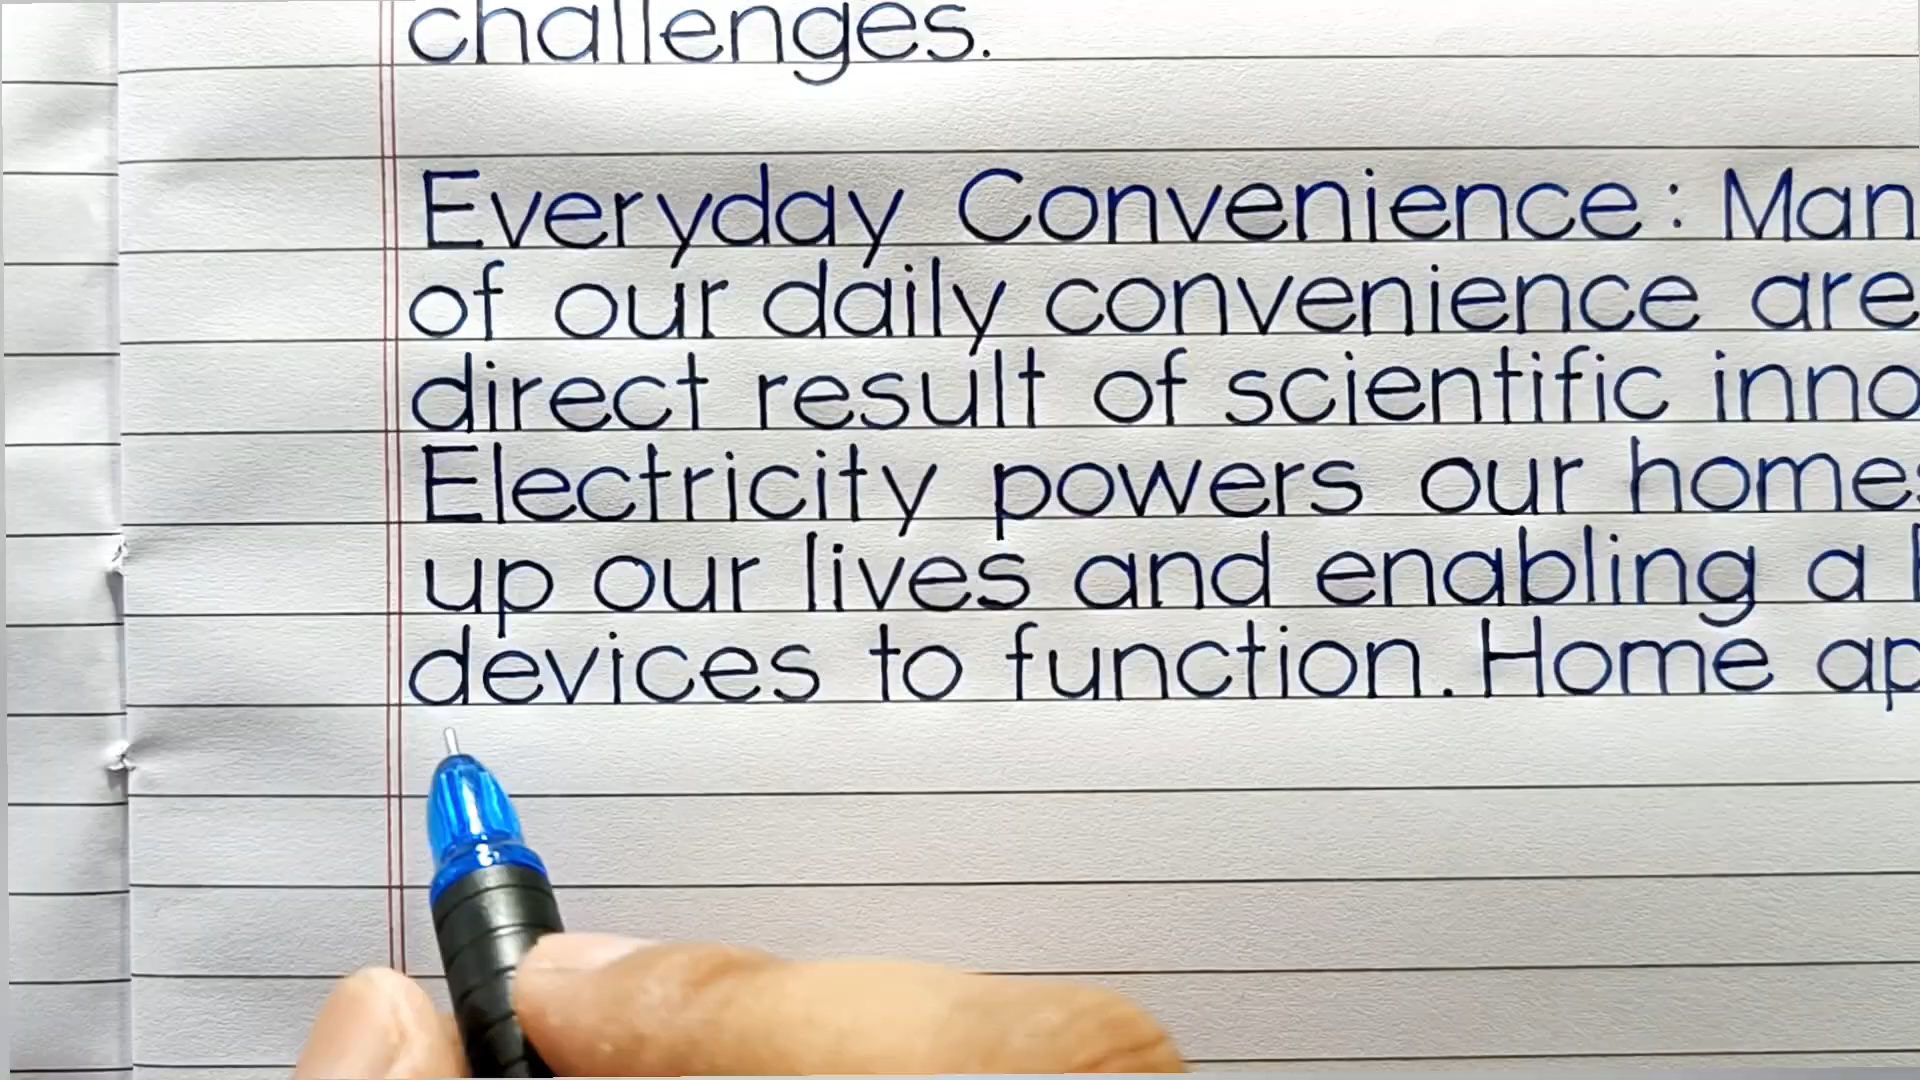 challenges.
Everyday Convenience: Man
of our daily convenience are
direct result of scientific inno
Electricity powers our homes
up our lives and enabling a
devices to function. Home ap